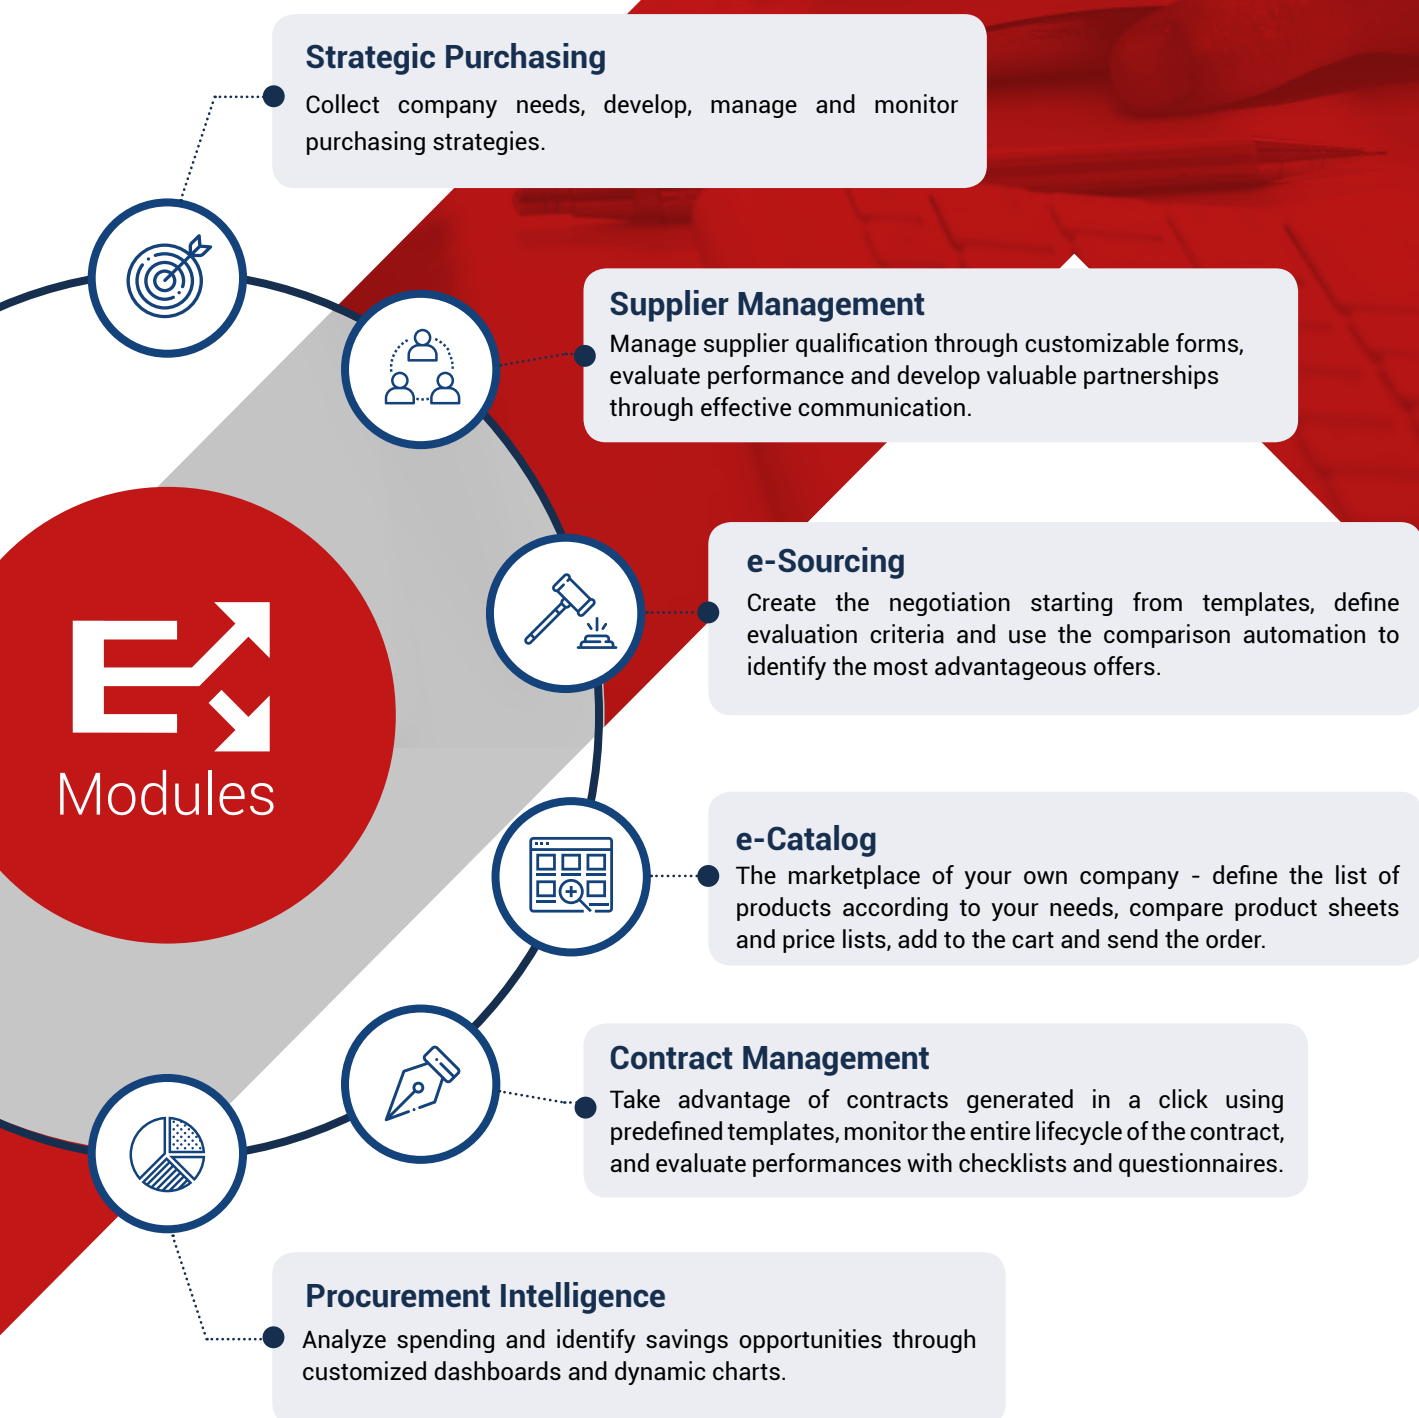 Strategic Purchasing
Collect company needs, develop, manage and monitor
purchasing strategies.
Supplier Management
Manage supplier qualification through customizable forms,
evaluate performance and develop valuable partnerships
through effective communication.
e-Sourcing
Create the negotiation starting from templates, define
evaluation criteria and use the comparison automation to
identify the most advantageous offers.
E
Modules
e-Catalog
The marketplace of your own company - define the list of
products according to your needs, compare product sheets
and price lists, add to the cart and send the order.
Contract Management
Take advantage of contracts generated in a click using
predefined templates, monitor the entire lifecycle of the contract,
and evaluate performances with checklists and questionnaires.
Procurement Intelligence
Analyze spending and identify savings opportunities through
customized dashboards and dynamic charts.